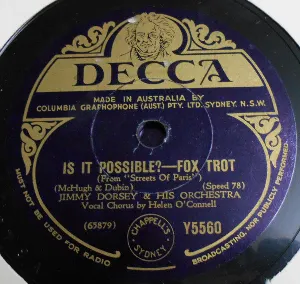 DECCA
MADE IN AUSTRALIA BY
COLUMBIA GRAPHOPHONE (AUST) PTY. LTD. SYDNEY. N.S.W.
IS IT POSSIBLE?—FOX TROT
(From "Streets Of Paris")
(McHugh & Dubin) (Speed 78)
JIMMY DORSEY & HIS ORCHESTRA
Vocal Chorus by Helen O'Connell
(65879) CHAPPELL'S SYDNEY Y5560
MUST NOT BE USED FOR BROADCASTING, NOR PUBLICLY PERFORMED.